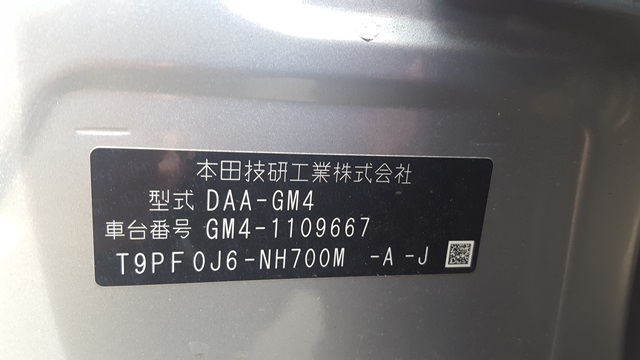 本田技研工業株式会社
型式 DAA-GM4
車台番号 GM4-1109667
T9PF0J6-NH700M -A -J